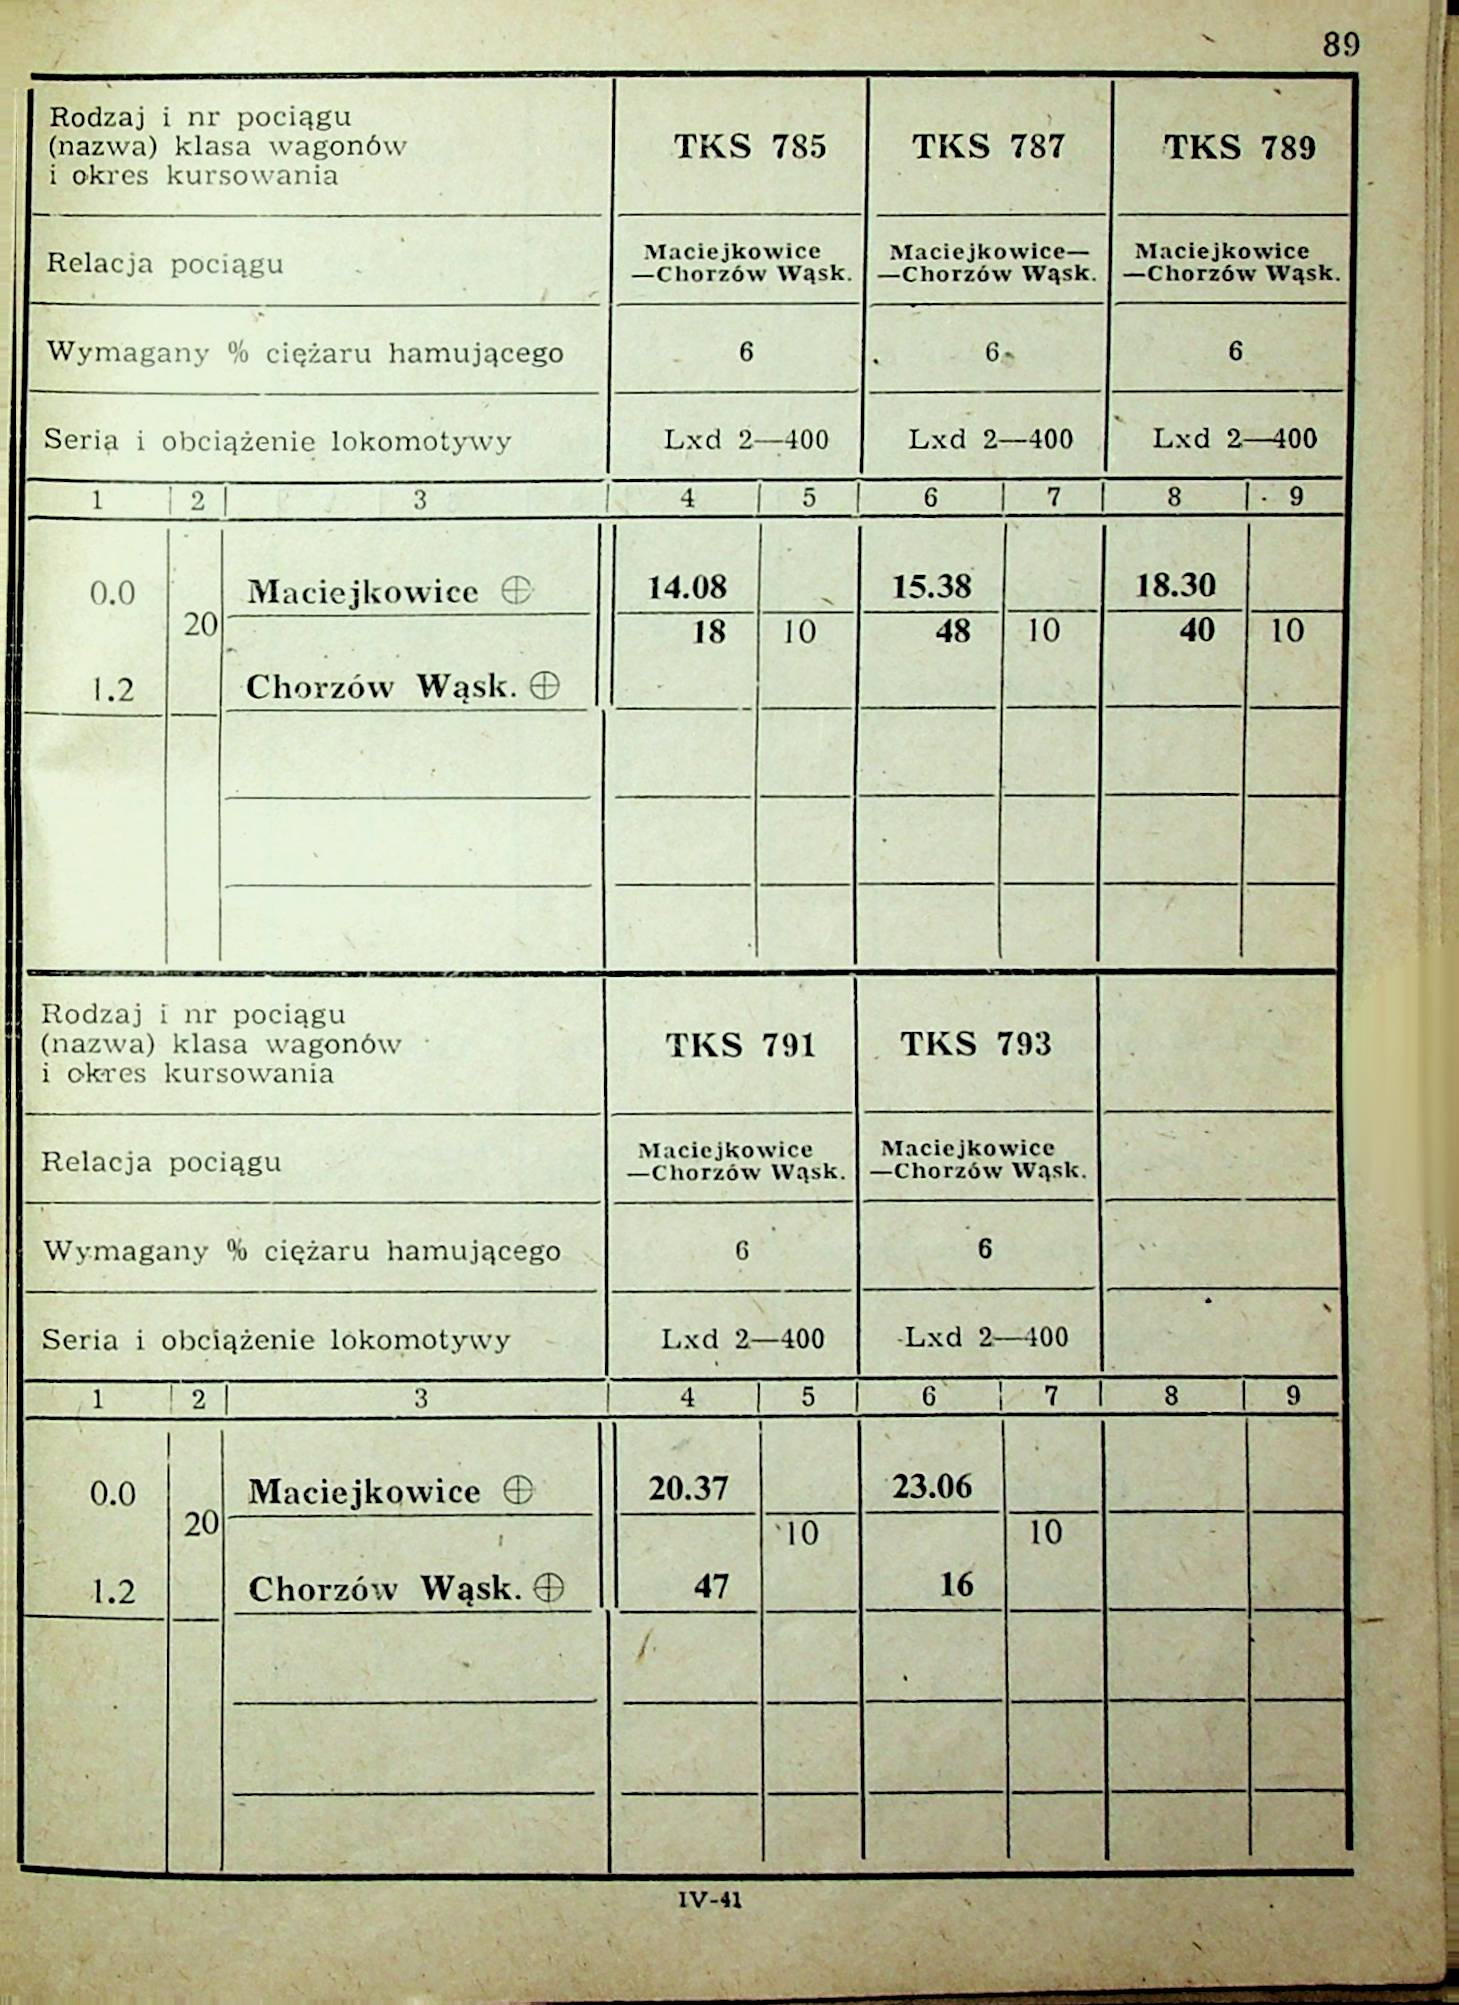 89
Rodzaj i nr pociągu
(nazwa) klasa wagonów
i okres kursowania
TKS 785
TKS 787
TKS 789
Relacja pociągu
Maciejkowice
—Chorzów Wąsk.
Maciejkowice—
—Chorzów Wąsk.
Maciejkowice
—Chorzów Wąsk.
Wymagany % ciężaru hamującego
6
6
6
Seria i obciążenie lokomotywy
Lxd 2—400
Lxd 2—400
Lxd 2—400
1 2 3 4 5 6 7 8 9
0.0 Maciejkowice ⊕ 14.08 15.38 18.30
20 18 10 48 10 40 10
1.2 Chorzów Wąsk. ⊕
Rodzaj i nr pociągu
(nazwa) klasa wagonów
i okres kursowania
TKS 791
TKS 793
Relacja pociągu
Maciejkowice
—Chorzów Wąsk.
Maciejkowice
—Chorzów Wąsk.
Wymagany % ciężaru hamującego
6
6
Seria i obciążenie lokomotywy
Lxd 2—400
Lxd 2—400
1 2 3 4 5 6 7 8 9
0.0 Maciejkowice ⊕ 20.37 23.06
20 10 10
1.2 Chorzów Wąsk. ⊕ 47 16
IV-41